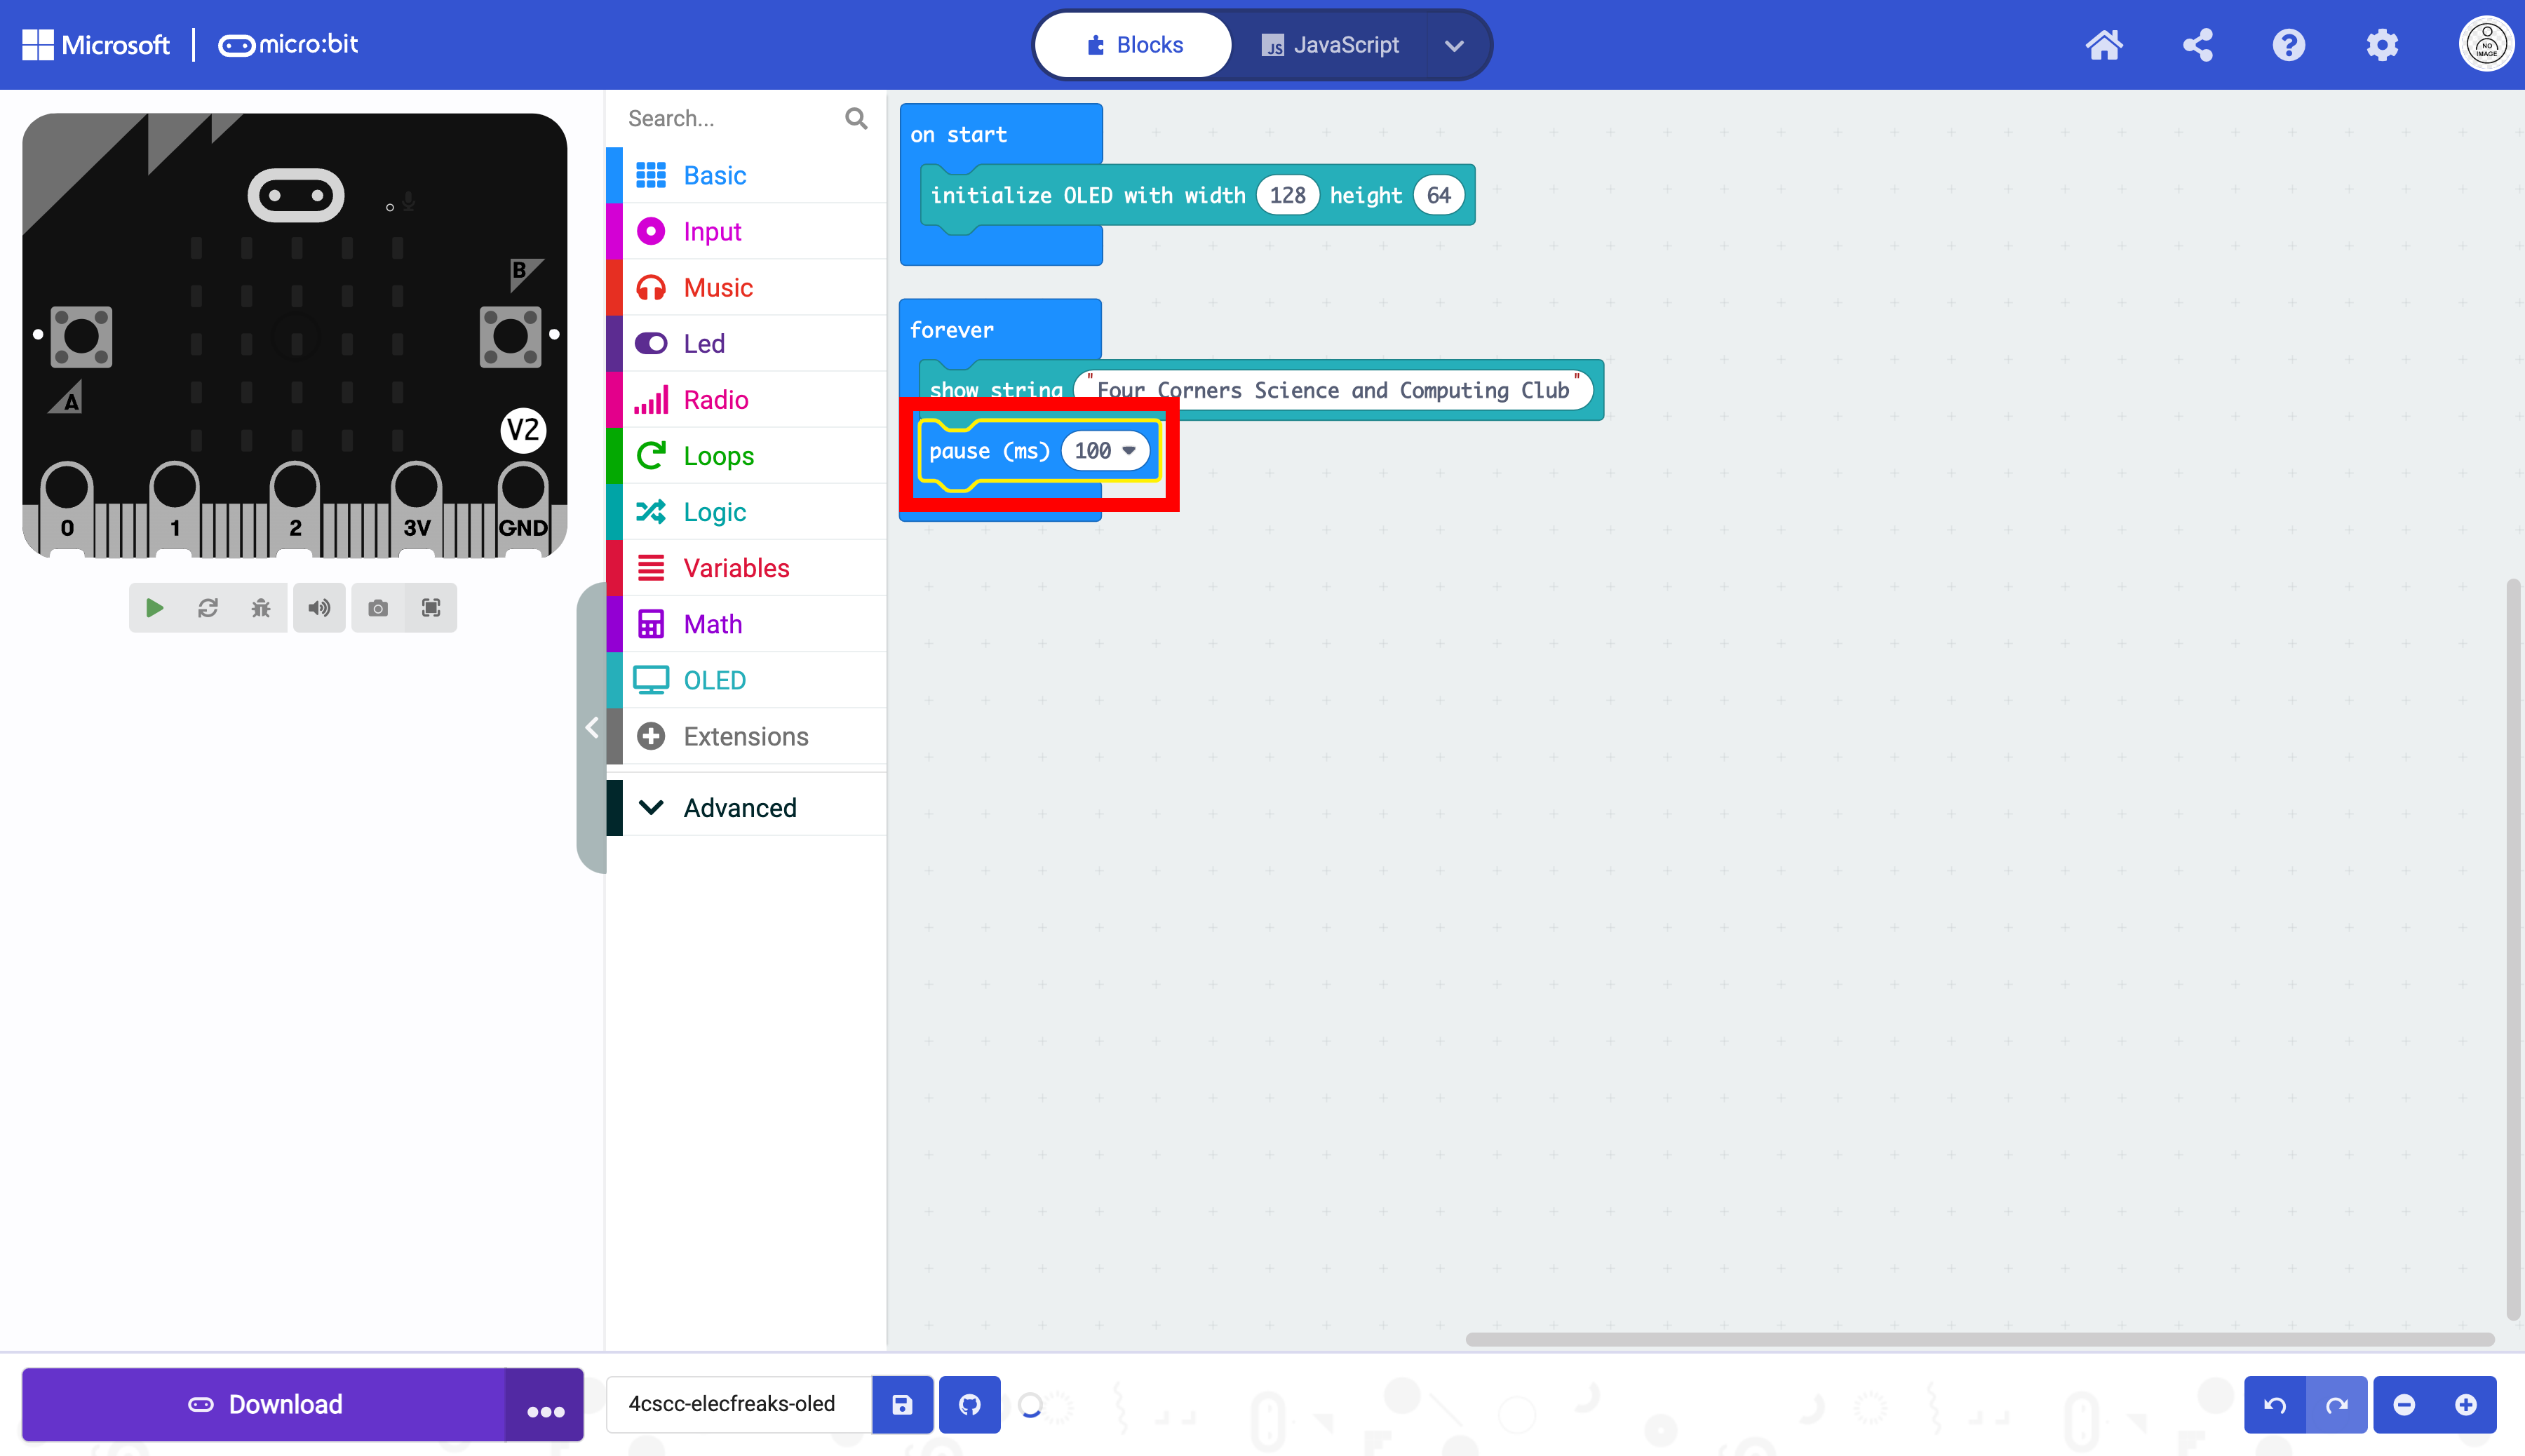 Microsoft | micro:bit
Blocks
JavaScript
NO
IMAGE
Search...
Basic
Input
Music
Led
Radio
Loops
Logic
Variables
Math
OLED
Extensions
Advanced
B
A
V2
0 1 2 3V GND
on start
initialize OLED with width 128 height 64
forever
show string "Four Corners Science and Computing Club"
pause (ms) 100
Download
4cscc-elecfreaks-oled